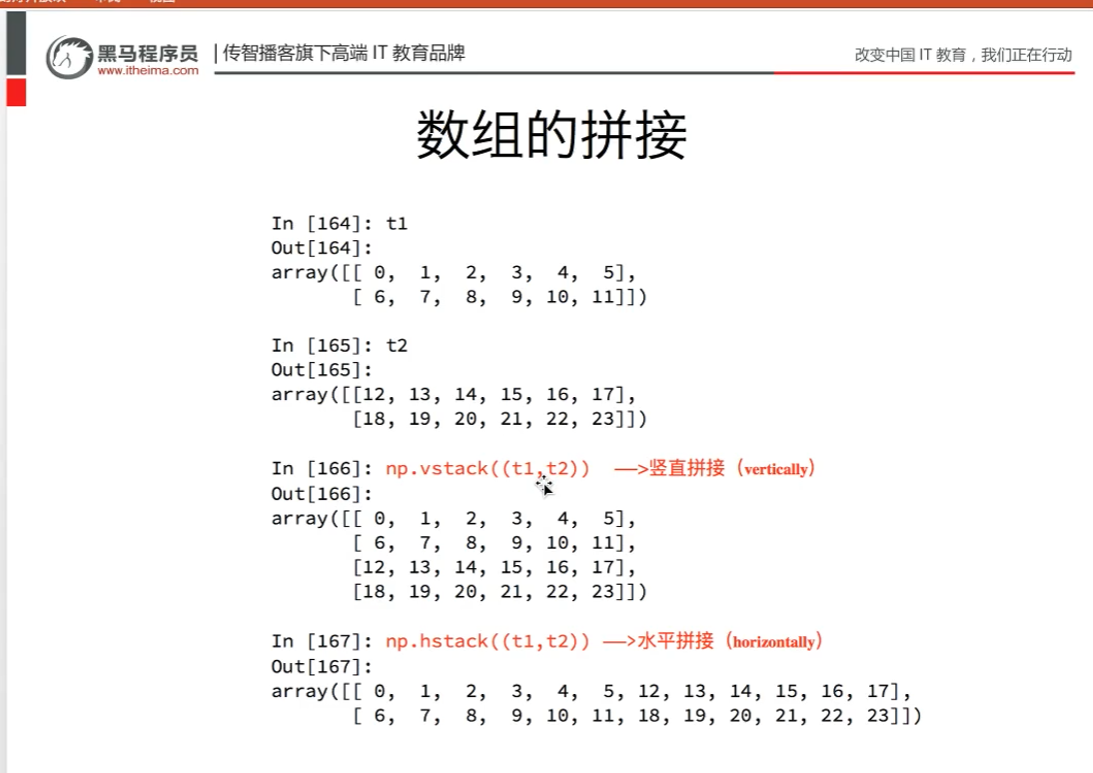 黑马程序员 | 传智播客旗下高端 IT 教育品牌
www.itheima.com
改变中国 IT 教育，我们正在行动
数组的拼接
In [164]: t1
Out[164]:
array([[ 0,  1,  2,  3,  4,  5],
       [ 6,  7,  8,  9, 10, 11]])
In [165]: t2
Out[165]:
array([[12, 13, 14, 15, 16, 17],
       [18, 19, 20, 21, 22, 23]])
In [166]: np.vstack((t1,t2)) ——>竖直拼接（vertically）
Out[166]:
array([[ 0,  1,  2,  3,  4,  5],
       [ 6,  7,  8,  9, 10, 11],
       [12, 13, 14, 15, 16, 17],
       [18, 19, 20, 21, 22, 23]])
In [167]: np.hstack((t1,t2)) ——>水平拼接（horizontally）
Out[167]:
array([[ 0,  1,  2,  3,  4,  5, 12, 13, 14, 15, 16, 17],
       [ 6,  7,  8,  9, 10, 11, 18, 19, 20, 21, 22, 23]])